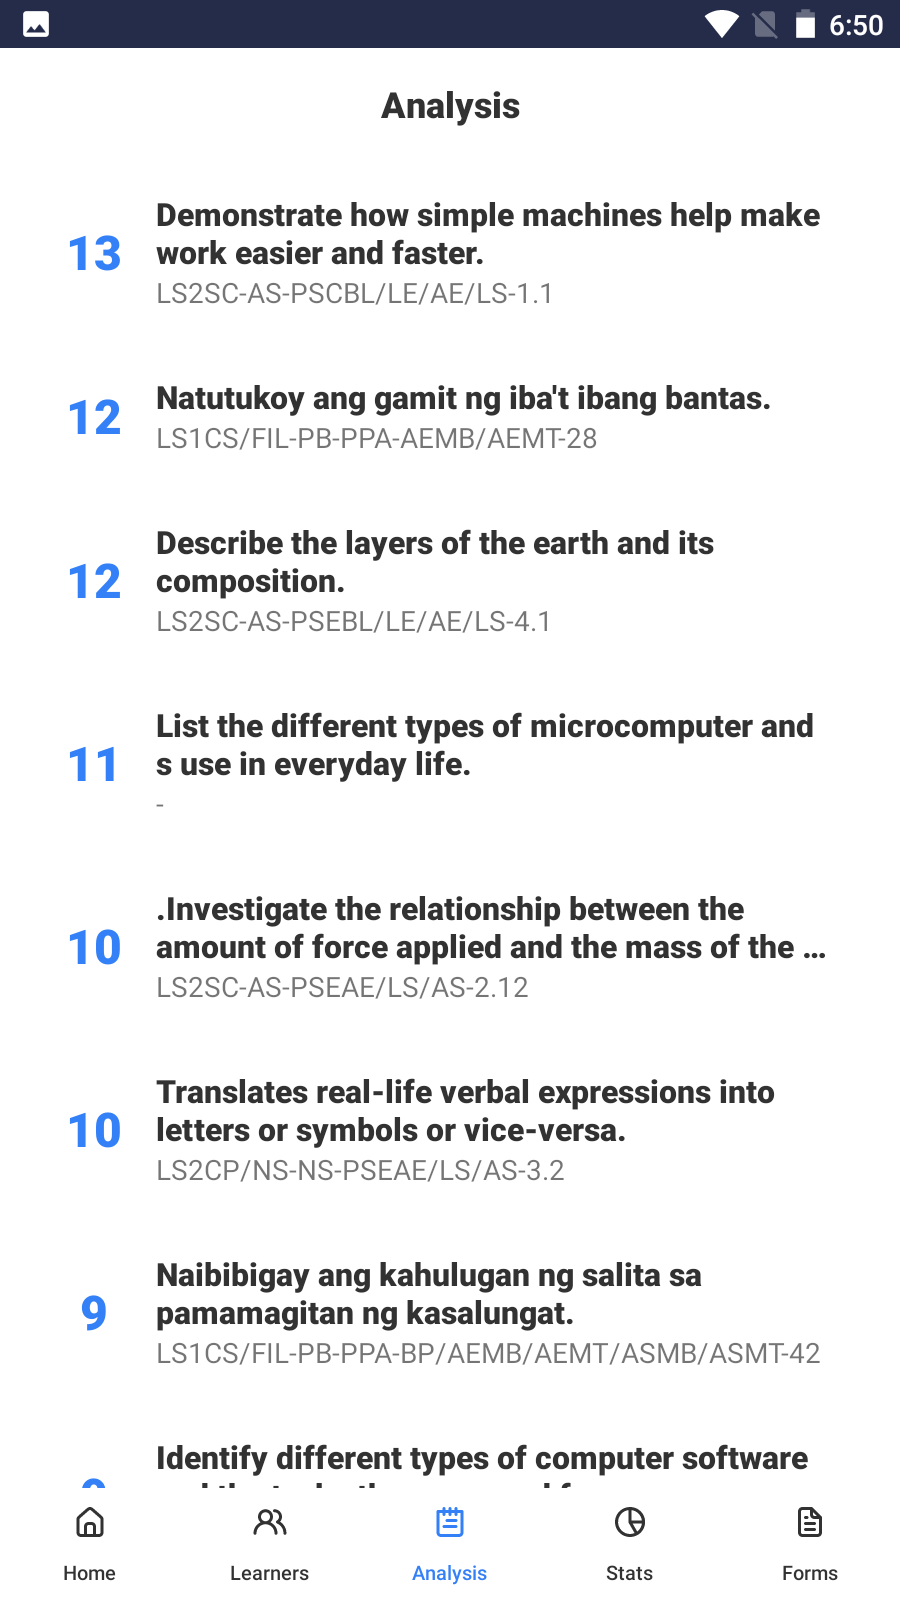 6:50
Analysis
13
Demonstrate how simple machines help make
work easier and faster.
LS2SC-AS-PSCBL/LE/AE/LS-1.1
12
Natutukoy ang gamit ng iba't ibang bantas.
LS1CS/FIL-PB-PPA-AEMB/AEMT-28
12
Describe the layers of the earth and its
composition.
LS2SC-AS-PSEBL/LE/AE/LS-4.1
11
List the different types of microcomputer and
s use in everyday life.
-
10
.Investigate the relationship between the
amount of force applied and the mass of the ...
LS2SC-AS-PSEAE/LS/AS-2.12
10
Translates real-life verbal expressions into
letters or symbols or vice-versa.
LS2CP/NS-NS-PSEAE/LS/AS-3.2
9
Naibibigay ang kahulugan ng salita sa
pamamagitan ng kasalungat.
LS1CS/FIL-PB-PPA-BP/AEMB/AEMT/ASMB/ASMT-42
Identify different types of computer software
Home
Learners
Analysis
Stats
Forms